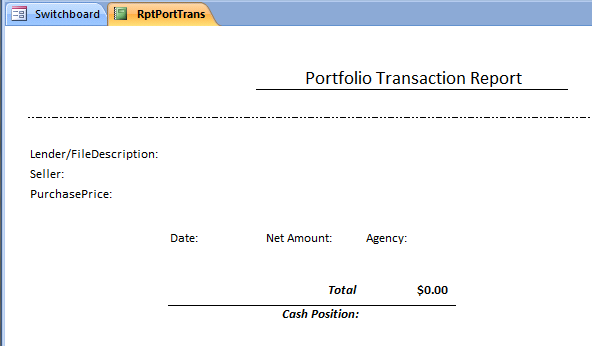 Switchboard RptPortTrans
Portfolio Transaction Report
Lender/FileDescription:
Seller:
PurchasePrice:
Date: Net Amount: Agency:
Total $0.00
Cash Position: